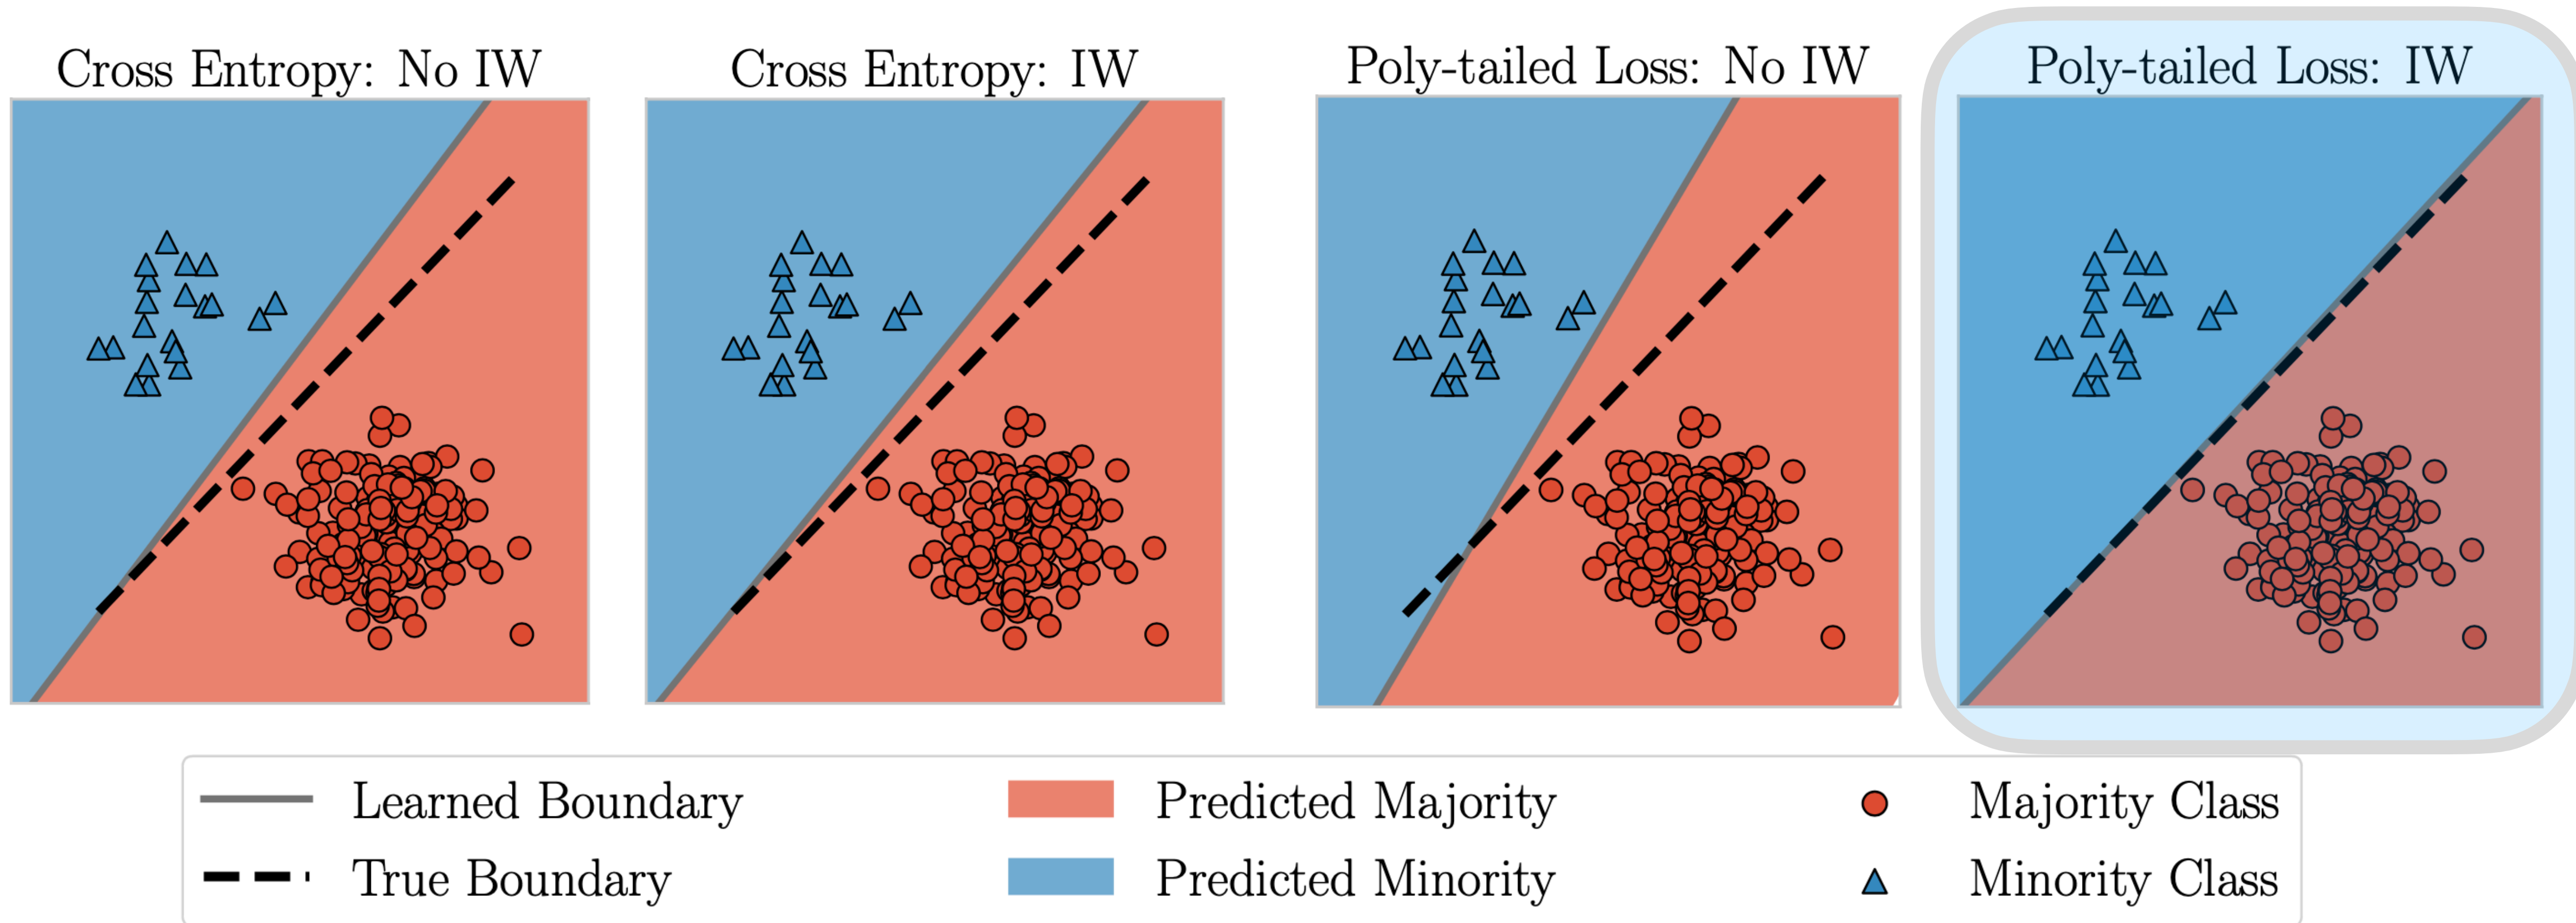 Cross Entropy: No IW
Cross Entropy: IW
Poly-tailed Loss: No IW
Poly-tailed Loss: IW
Learned Boundary
Predicted Majority
Majority Class
True Boundary
Predicted Minority
Minority Class